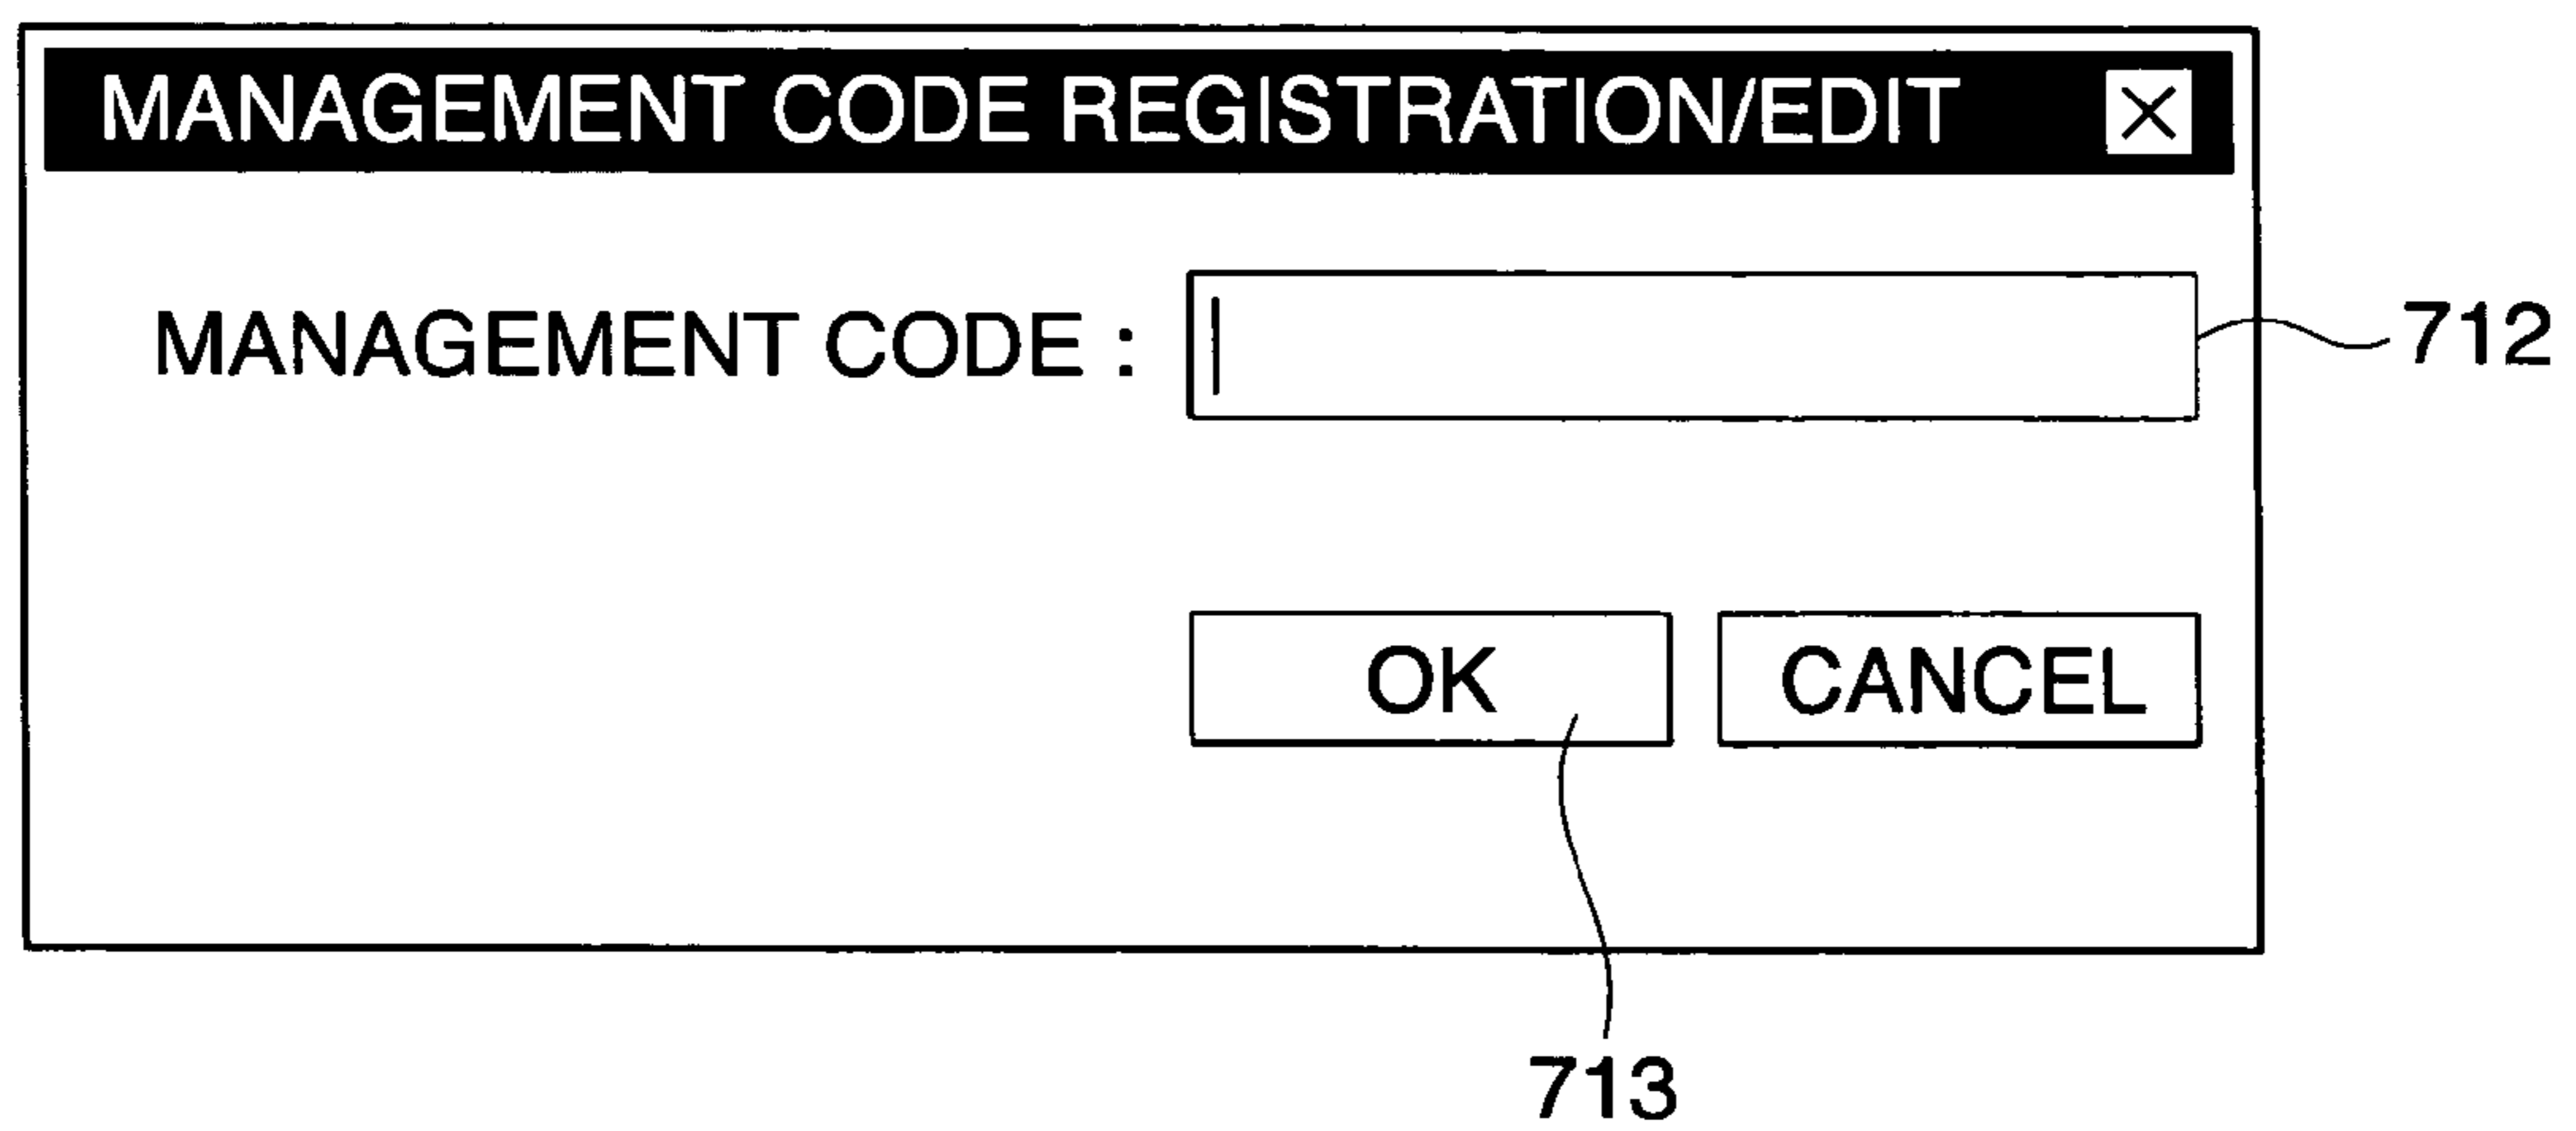 MANAGEMENT CODE REGISTRATION/EDIT
MANAGEMENT CODE :
712
OK CANCEL
713